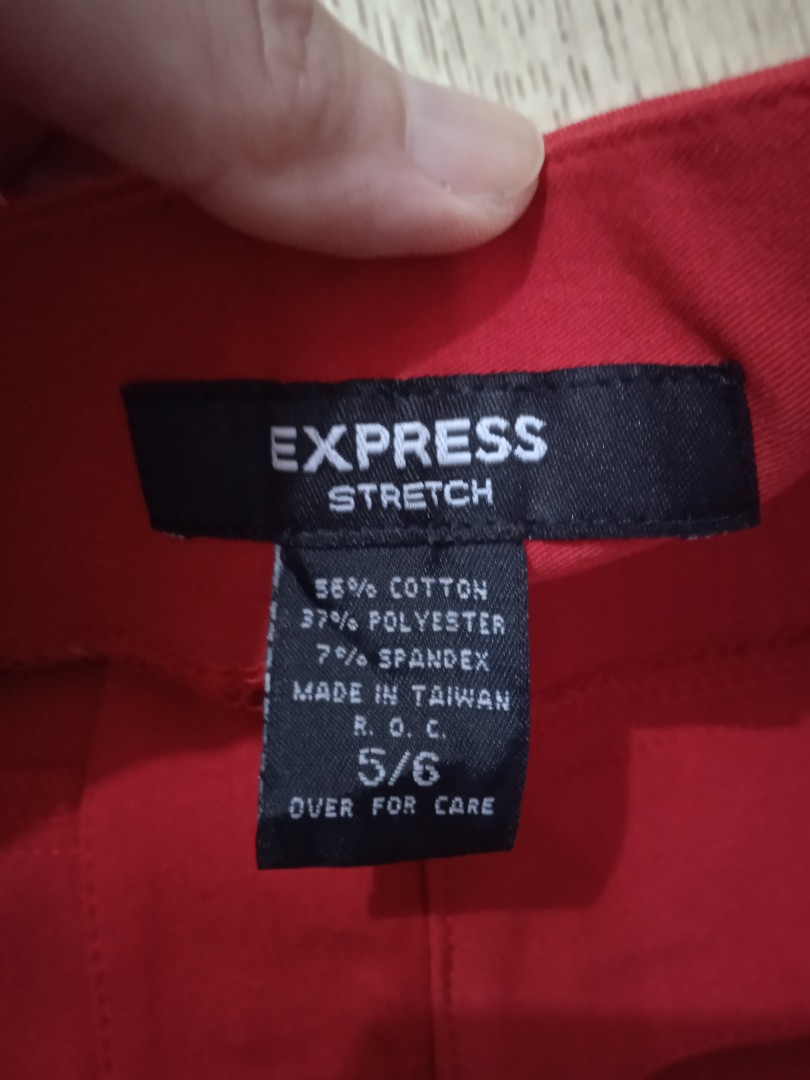 EXPRESS
STRETCH
56% COTTON
37% POLYESTER
7% SPANDEX
MADE IN TAIWAN
R. O. C.
5/6
OVER FOR CARE